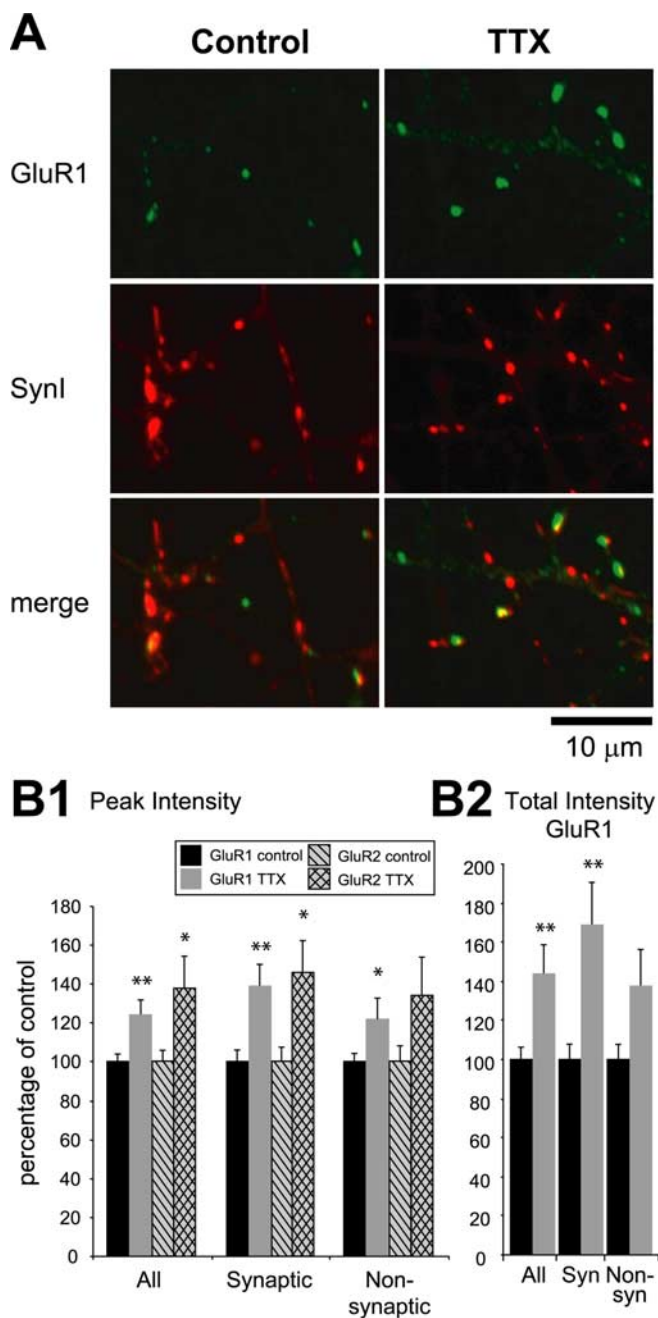 A
Control TTX
GluR1
SynI
merge
10 μm
B1 Peak Intensity
GluR1 control GluR2 control
GluR1 TTX GluR2 TTX
percentage of control
180
160
140
120
100
80
60
40
20
0
** * ** * *
All Synaptic Non-
synaptic
B2 Total Intensity
GluR1
200
180
160
140
120
100
80
60
40
20
0
** **
All Syn Non-
syn